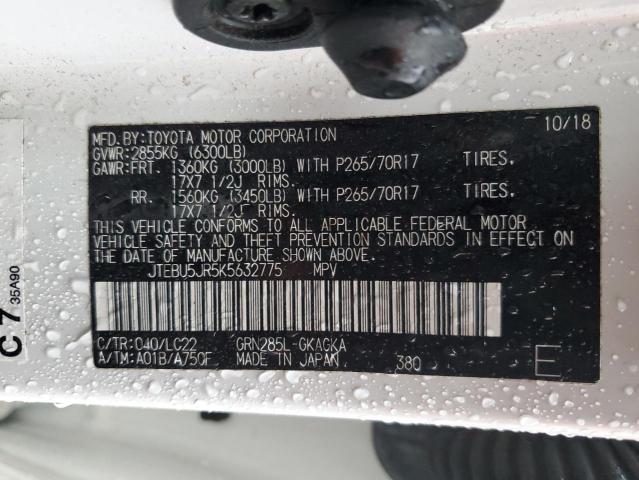 MFD.BY:TOYOTA MOTOR CORPORATION 10/18
GVWR:2855KG (6300LB)
GAWR:FRT. 1360KG (3000LB) WITH P265/70R17 TIRES.
17X7 1/2J RIMS.
RR. 1560KG (3450LB) WITH P265/70R17 TIRES.
17X7 1/2J RIMS.
THIS VEHICLE CONFORMS TO ALL APPLICABLE FEDERAL MOTOR
VEHICLE SAFETY AND THEFT PREVENTION STANDARDS IN EFFECT ON
THE DATE OF MANUFACTURE SHOWN ABOVE.
JTEBU5JR5K5632775 MPV
C/TR:040/LC22 GRN285L-GKAGKA
A/TM:A01B/A750F MADE IN JAPAN 380 E
C 7 35A90